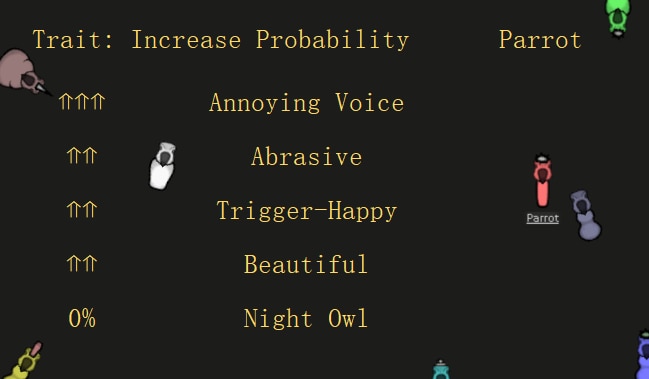 Trait: Increase Probability Parrot
⇑⇑⇑ Annoying Voice
⇑⇑ Abrasive
⇑⇑ Trigger-Happy
Parrot
⇑⇑ Beautiful
0% Night Owl